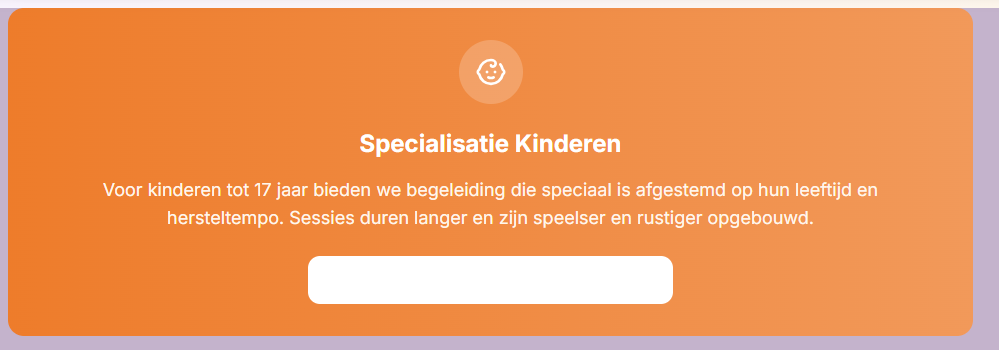 Specialisatie Kinderen
Voor kinderen tot 17 jaar bieden we begeleiding die speciaal is afgestemd op hun leeftijd en
hersteltempo. Sessies duren langer en zijn speelser en rustiger opgebouwd.